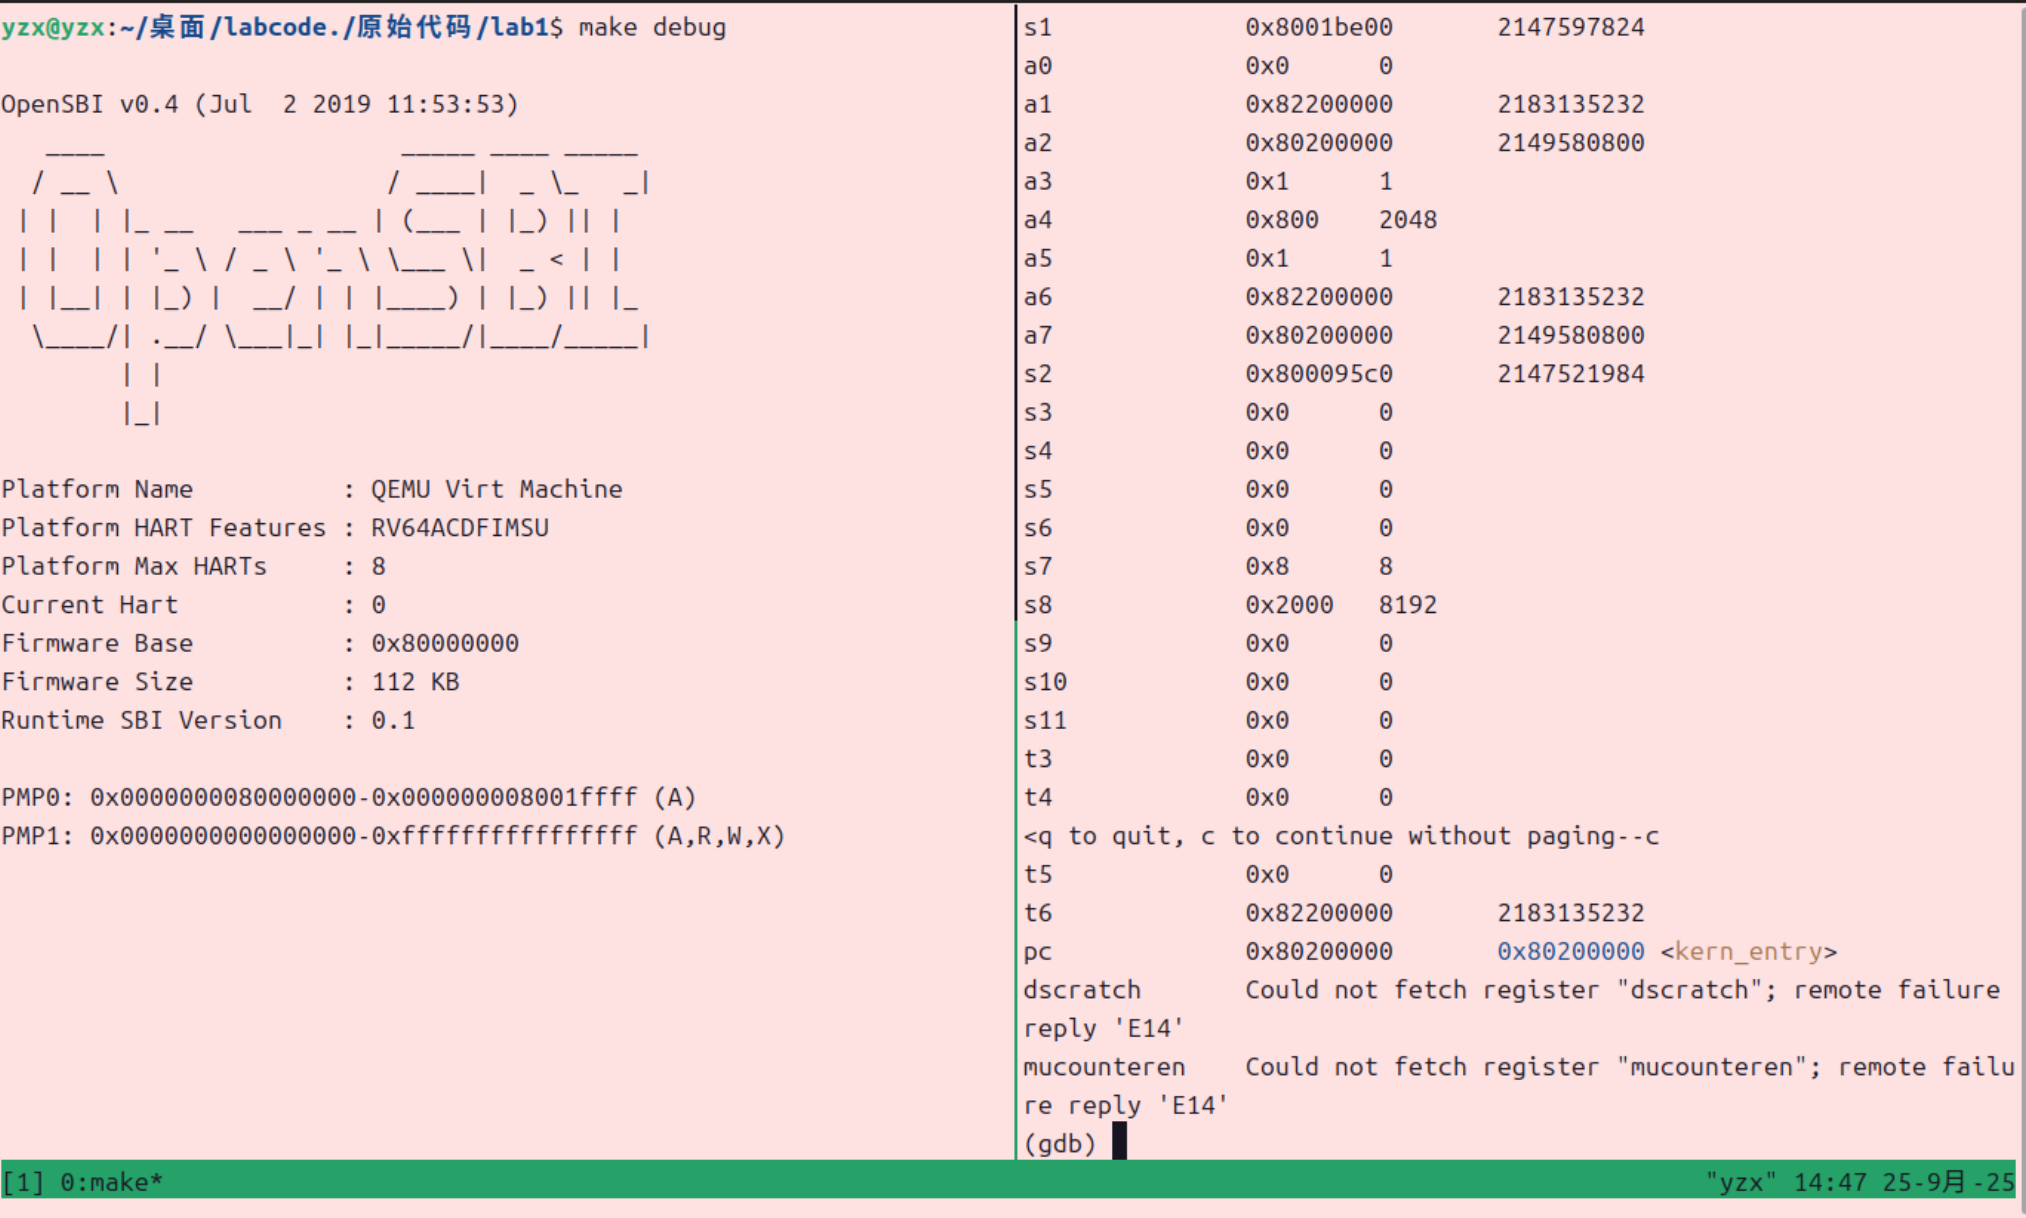 yzx@yzx:~/桌面/labcode./原始代码/lab1$ make debug

OpenSBI v0.4 (Jul  2 2019 11:53:53)
   ____                    _____ ____ _____
  / __ \                  / ____|  _ \_   _|
 | |  | |_ __   ___ _ __ | (___ | |_) || |
 | |  | | '_ \ / _ \ '_ \ \___ \|  _ < | |
 | |__| | |_) |  __/ | | |____) | |_) || |_
  \____/| .__/ \___|_| |_|_____/|____/_____|
        | |
        |_|

Platform Name          : QEMU Virt Machine
Platform HART Features : RV64ACDFIMSU
Platform Max HARTs     : 8
Current Hart           : 0
Firmware Base          : 0x80000000
Firmware Size          : 112 KB
Runtime SBI Version    : 0.1

PMP0: 0x0000000080000000-0x000000008001ffff (A)
PMP1: 0x0000000000000000-0xffffffffffffffff (A,R,W,X)
s1             0x8001be00       2147597824
a0             0x0      0
a1             0x82200000       2183135232
a2             0x80200000       2149580800
a3             0x1      1
a4             0x800    2048
a5             0x1      1
a6             0x82200000       2183135232
a7             0x80200000       2149580800
s2             0x800095c0       2147521984
s3             0x0      0
s4             0x0      0
s5             0x0      0
s6             0x0      0
s7             0x8      8
s8             0x2000   8192
s9             0x0      0
s10            0x0      0
s11            0x0      0
t3             0x0      0
t4             0x0      0
<q to quit, c to continue without paging--c
t5             0x0      0
t6             0x82200000       2183135232
pc             0x80200000       0x80200000 <kern_entry>
dscratch       Could not fetch register "dscratch"; remote failure
reply 'E14'
mucounteren    Could not fetch register "mucounteren"; remote failu
re reply 'E14'
(gdb)
[1] 0:make*
"yzx" 14:47 25-9月-25